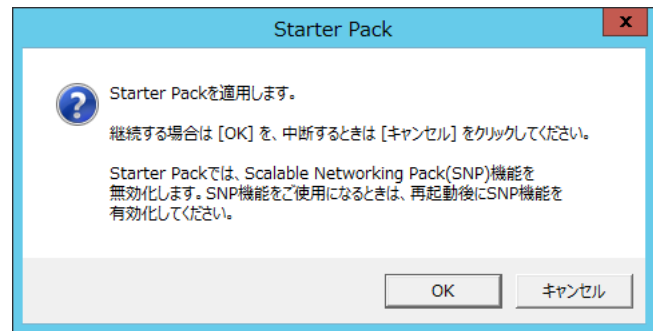 Starter Pack
x
Starter Packを適用します。
継続する場合は [OK] を、中断するときは [キャンセル] をクリックしてください。
Starter Packでは、Scalable Networking Pack(SNP)機能を
無効化します。SNP機能をご使用になるときは、再起動後にSNP機能を
有効化してください。
OK
キャンセル